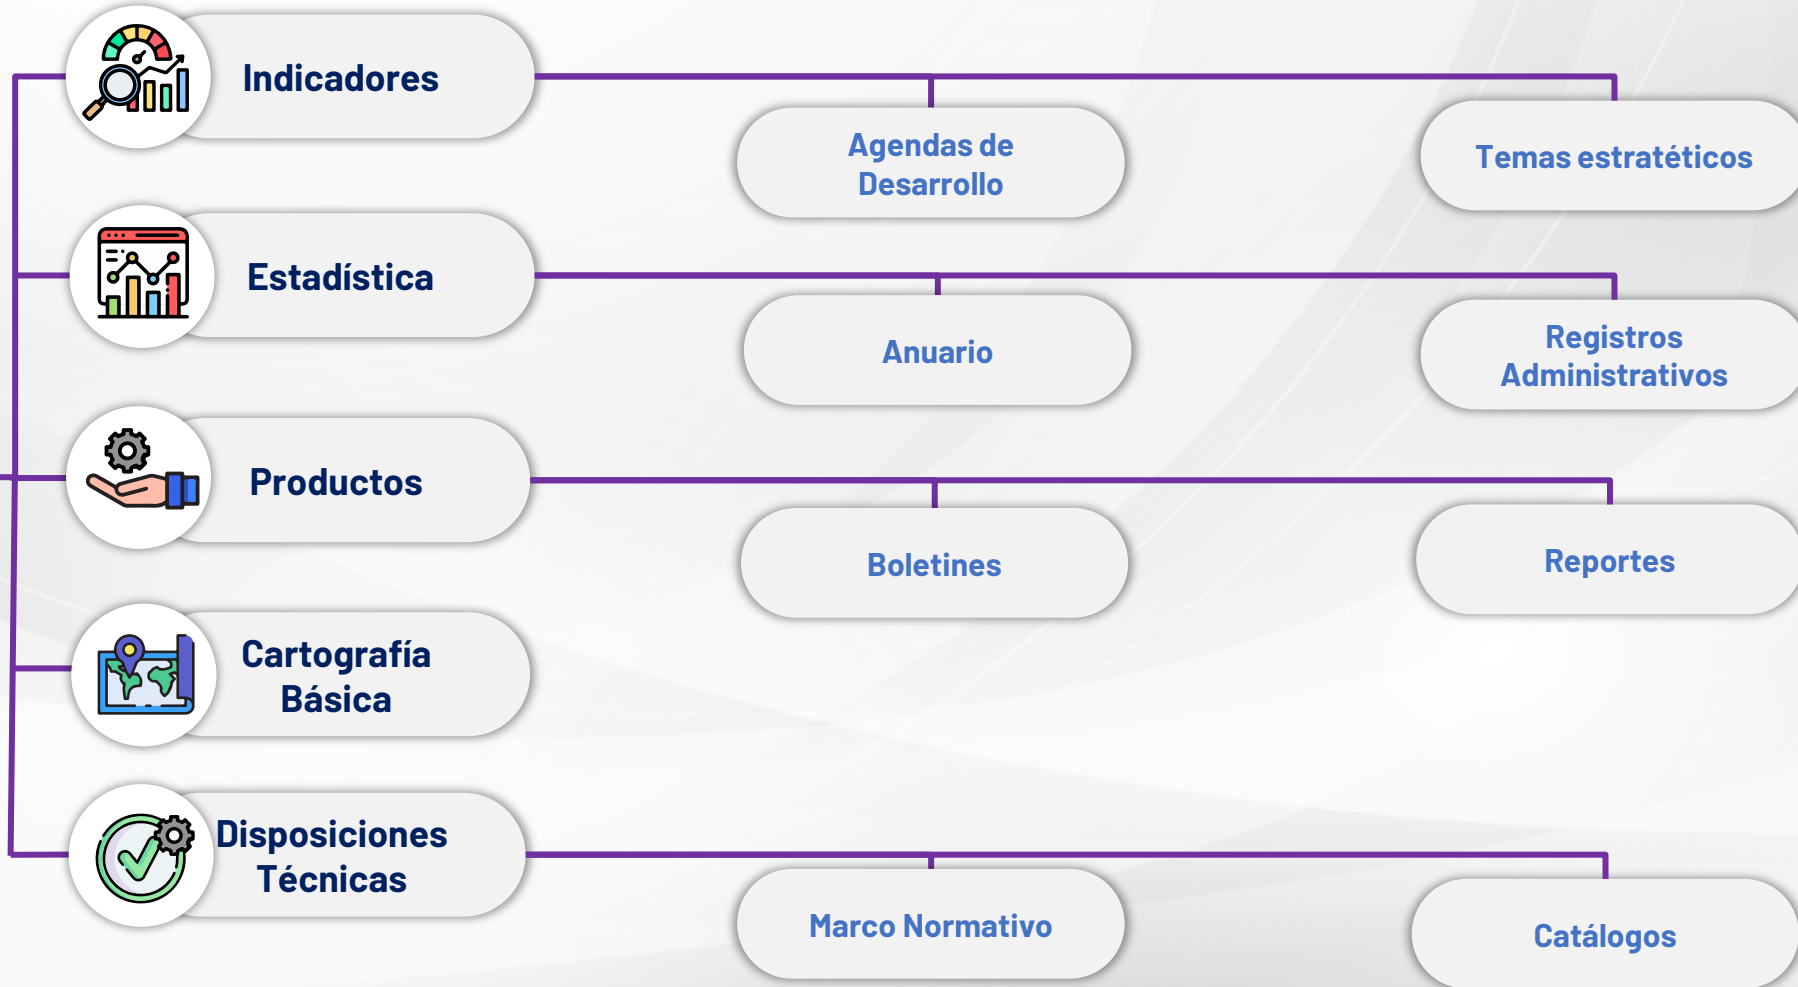 Indicadores
Agendas de
Desarrollo
Temas estratéticos
Estadística
Anuario
Registros
Administrativos
Productos
Boletines
Reportes
Cartografía
Básica
Disposiciones
Técnicas
Marco Normativo
Catálogos